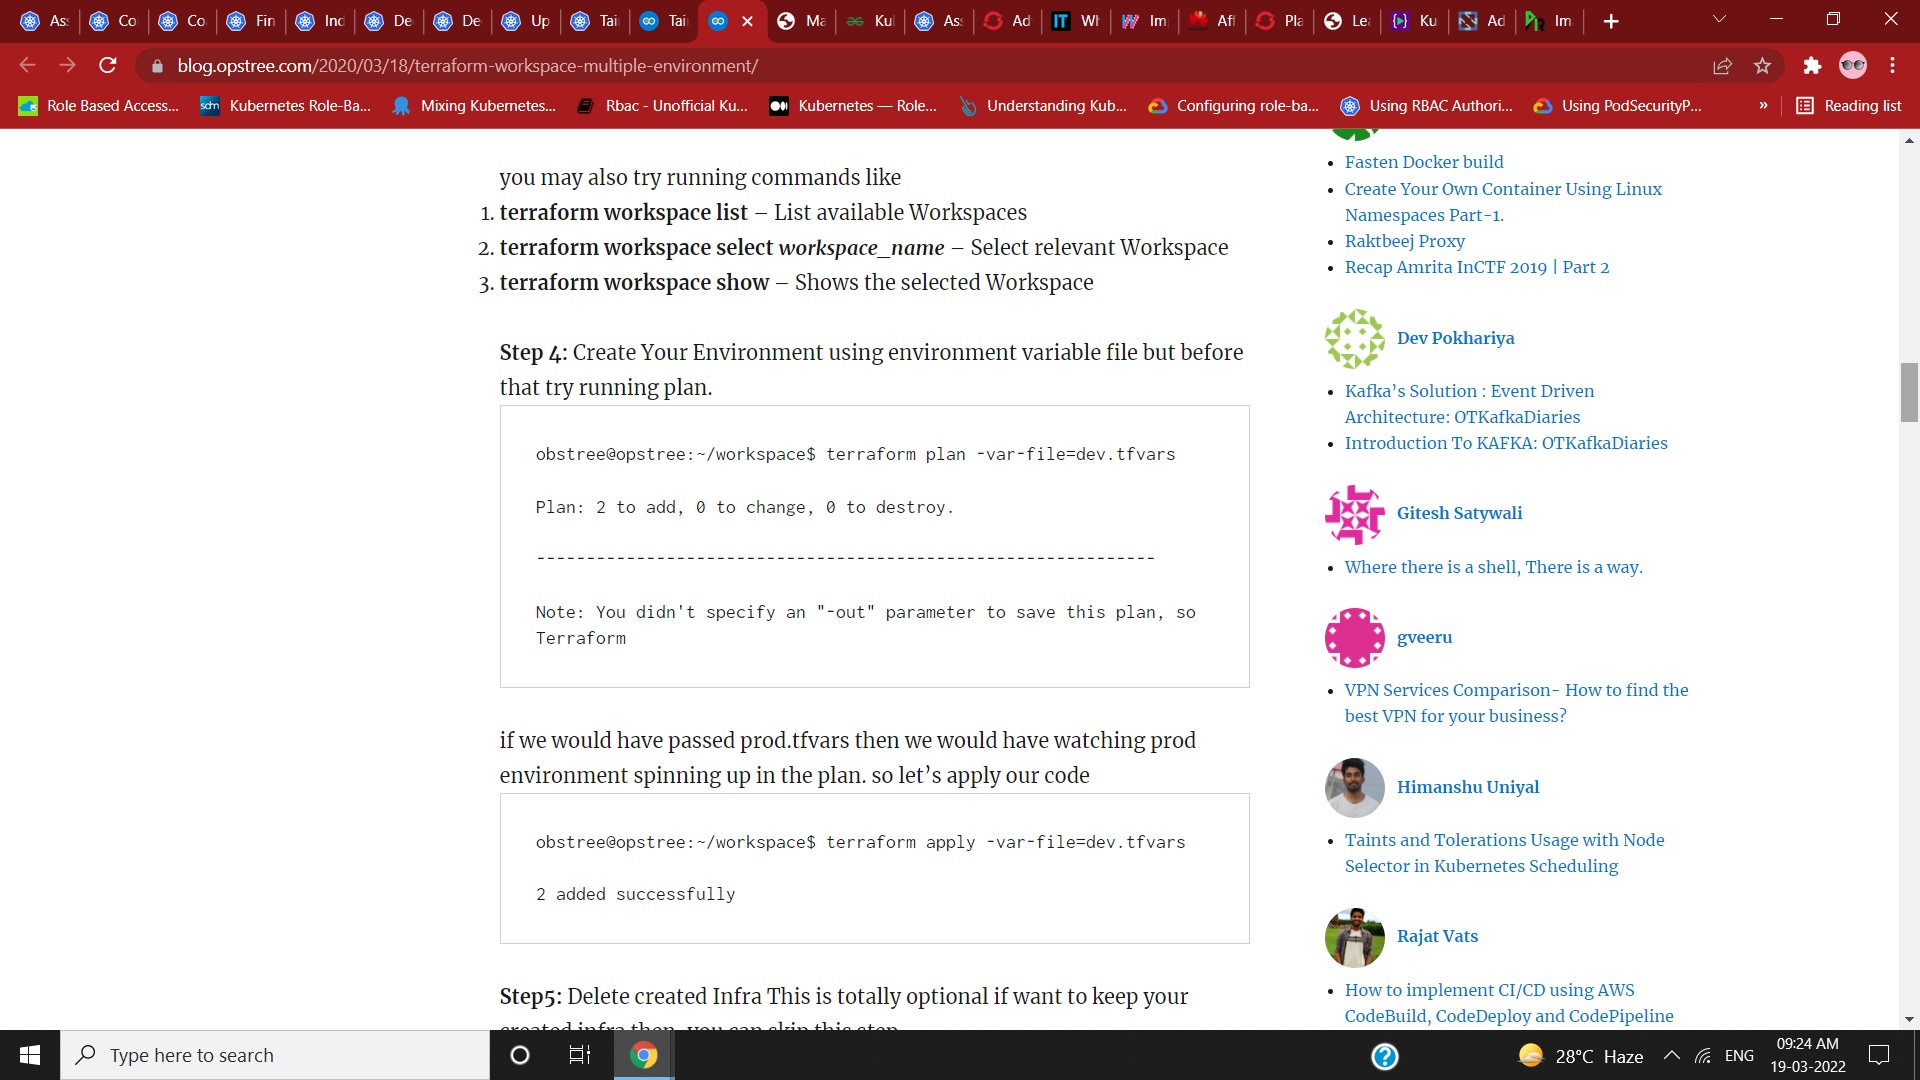 As
Co
Co
Fin
Ind
De
De
Up
Tai
Tai
Ma
Ku
As
Ad
Wh
Im
Aff
Pla
Le
Ku
Ad
Im
blog.opstree.com/2020/03/18/terraform-workspace-multiple-environment/
Role Based Access...
Kubernetes Role-Ba...
Mixing Kubernetes...
Rbac - Unofficial Ku...
Kubernetes — Role...
Understanding Kub...
Configuring role-ba...
Using RBAC Authori...
Using PodSecurityP...
»
Reading list
you may also try running commands like
1. terraform workspace list – List available Workspaces
2. terraform workspace select workspace_name – Select relevant Workspace
3. terraform workspace show – Shows the selected Workspace
Step 4: Create Your Environment using environment variable file but before
that try running plan.
obstree@opstree:~/workspace$ terraform plan -var-file=dev.tfvars
Plan: 2 to add, 0 to change, 0 to destroy.
--------------------------------------------------------------
Note: You didn't specify an "-out" parameter to save this plan, so
Terraform
if we would have passed prod.tfvars then we would have watching prod
environment spinning up in the plan. so let’s apply our code
obstree@opstree:~/workspace$ terraform apply -var-file=dev.tfvars
2 added successfully
Step5: Delete created Infra This is totally optional if want to keep your
created infra then, you can skip this step
Fasten Docker build
Create Your Own Container Using Linux
Namespaces Part-1.
Raktbeej Proxy
Recap Amrita InCTF 2019 | Part 2
Dev Pokhariya
Kafka’s Solution : Event Driven
Architecture: OTKafkaDiaries
Introduction To KAFKA: OTKafkaDiaries
Gitesh Satywali
Where there is a shell, There is a way.
gveeru
VPN Services Comparison- How to find the
best VPN for your business?
Himanshu Uniyal
Taints and Tolerations Usage with Node
Selector in Kubernetes Scheduling
Rajat Vats
How to implement CI/CD using AWS
CodeBuild, CodeDeploy and CodePipeline
Type here to search
28°C Haze
ENG
09:24 AM
19-03-2022